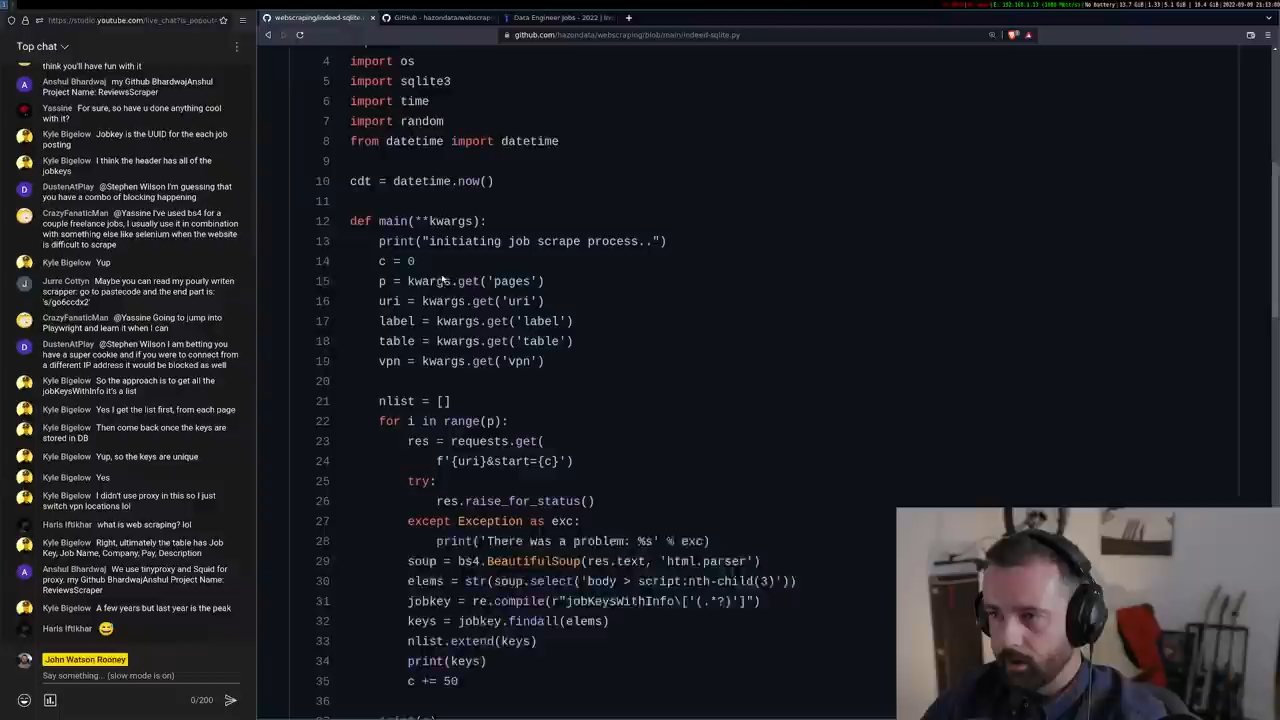 https://studio.youtube.com/live_chat?is_popout=
Top chat
think you'll have fun with it
Anshul Bhardwaj my Github BhardwajAnshul
Project Name: ReviewsScraper
Yassine For sure, so have u done anything cool
with it?
Kyle Bigelow Jobkey is the UUID for the each job
posting
Kyle Bigelow I think the header has all of the
jobkeys
DustenAtPlay @Stephen Wilson I'm guessing that
you have a combo of blocking happening
CrazyFanaticMan @Yassine I've used bs4 for a
couple freelance jobs, I usually use it in combination
with something else like selenium when the website
is difficult to scrape
Kyle Bigelow Yup
Jurre Cottyn Maybe you can read my pourly writen
scrapper: go to pastecode and the end part is:
's/go6ccdx2'
CrazyFanaticMan @Yassine Going to jump into
Playwright and learn it when I can
DustenAtPlay @Stephen Wilson I am betting you
have a super cookie and if you were to connect from
a different IP address it would be blocked as well
Kyle Bigelow So the approach is to get all the
jobKeysWithInfo it's a list
Kyle Bigelow Yes I get the list first, from each page
Kyle Bigelow Then come back once the keys are
stored in DB
Kyle Bigelow Yup, so the keys are unique
Kyle Bigelow Yes
Kyle Bigelow I didn't use proxy in this so I just
switch vpn locations lol
Haris Iftikhar what is web scraping? lol
Kyle Bigelow Right, ultimately the table has Job
Key, Job Name, Company, Pay, Description
Anshul Bhardwaj We use tinyproxy and Squid for
proxy. my Github BhardwajAnshul Project Name:
ReviewsScraper
Kyle Bigelow A few years but last year is the peak
Haris Iftikhar 😅
John Watson Rooney
Say something... (slow mode is on)
0/200
webscraping/indeed-sqlite.
GitHub - hazondata/webscrap
Data Engineer Jobs - 2022 | In
github.com/hazondata/webscraping/blob/main/indeed-sqlite.py
4 import os
5 import sqlite3
6 import time
7 import random
8 from datetime import datetime
9
10 cdt = datetime.now()
11
12 def main(**kwargs):
13 print("initiating job scrape process..")
14 c = 0
15 p = kwargs.get('pages')
16 uri = kwargs.get('uri')
17 label = kwargs.get('label')
18 table = kwargs.get('table')
19 vpn = kwargs.get('vpn')
20
21 nlist = []
22 for i in range(p):
23 res = requests.get(
24 f'{uri}&start={c}')
25 try:
26 res.raise_for_status()
27 except Exception as exc:
28 print('There was a problem: %s' % exc)
29 soup = bs4.BeautifulSoup(res.text, 'html.parser')
30 elems = str(soup.select('body > script:nth-child(3)'))
31 jobkey = re.compile(r"jobKeysWithInfo\['(.*?)']")
32 keys = jobkey.findall(elems)
33 nlist.extend(keys)
34 print(keys)
35 c += 50
36